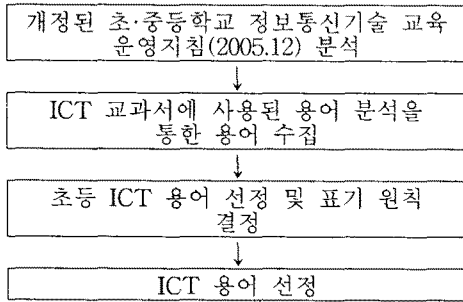 개정된 초·중등학교 정보통신기술 교육
운영지침(2005.12) 분석
ICT 교과서에 사용된 용어 분석을
통한 용어 수집
초등 ICT 용어 선정 및 표기 원칙
결정
ICT 용어 선정